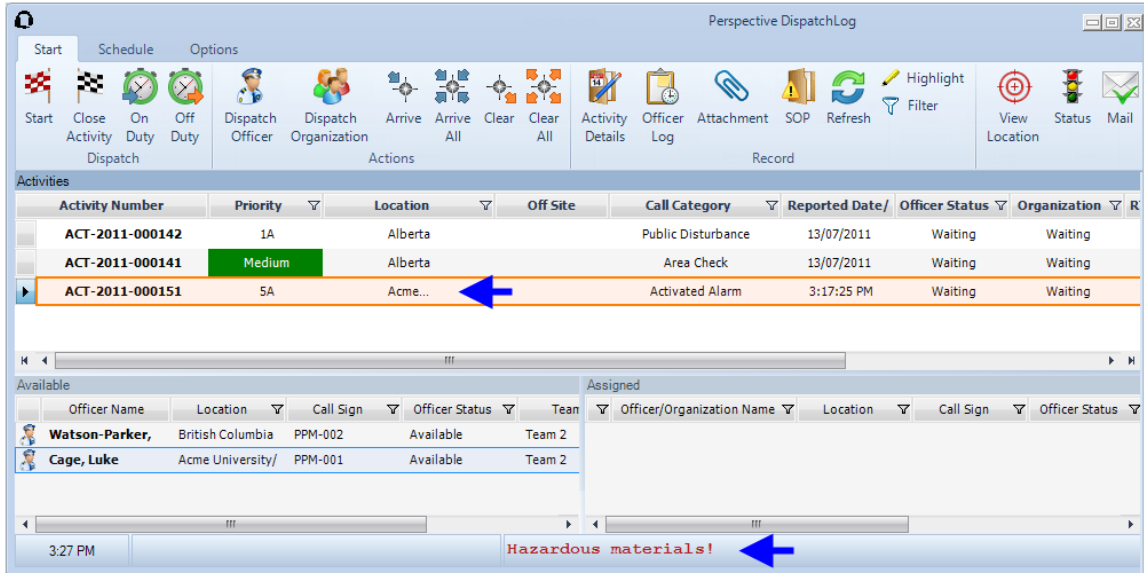 Perspective DispatchLog
Start Schedule Options
Start Close Activity On Duty Off Duty Dispatch Officer Dispatch Organization Arrive Arrive All Clear Clear All Activity Details Officer Log Attachment SOP Refresh Highlight Filter View Location Status Mail
Dispatch Actions Record
Activities
Activity Number Priority Location Off Site Call Category Reported Date/ Officer Status Organization R
ACT-2011-000142 1A Alberta Public Disturbance 13/07/2011 Waiting Waiting
ACT-2011-000141 Medium Alberta Area Check 13/07/2011 Waiting Waiting
ACT-2011-000151 5A Acme... Activated Alarm 3:17:25 PM Waiting Waiting
Available Assigned
Officer Name Location Call Sign Officer Status Team Officer/Organization Name Location Call Sign Officer Status
Watson-Parker, British Columbia PPM-002 Available Team 2
Cage, Luke Acme University/ PPM-001 Available Team 2
3:27 PM Hazardous materials!